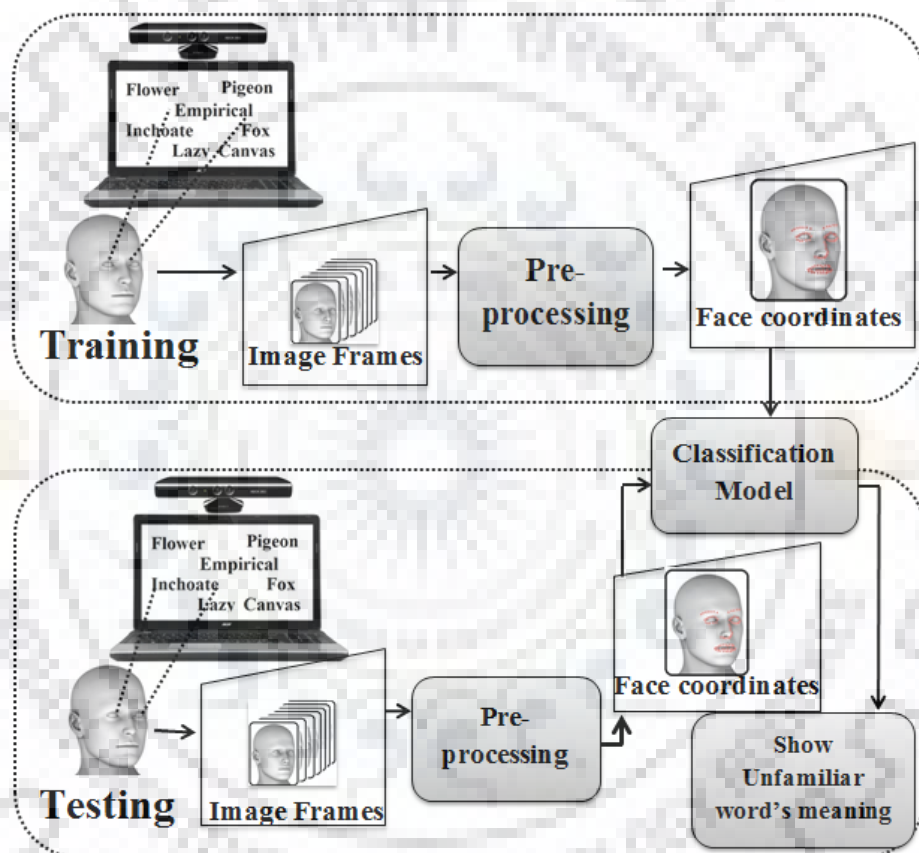 Flower Pigeon
Empirical
Inchoate Fox
Lazy Canvas
Training
Image Frames
Pre-
processing
Face coordinates
Classification
Model
Flower Pigeon
Empirical
Inchoate Fox
Lazy Canvas
acer
Testing
Image Frames
Pre-
processing
Face coordinates
Show
Unfamiliar
word's meaning